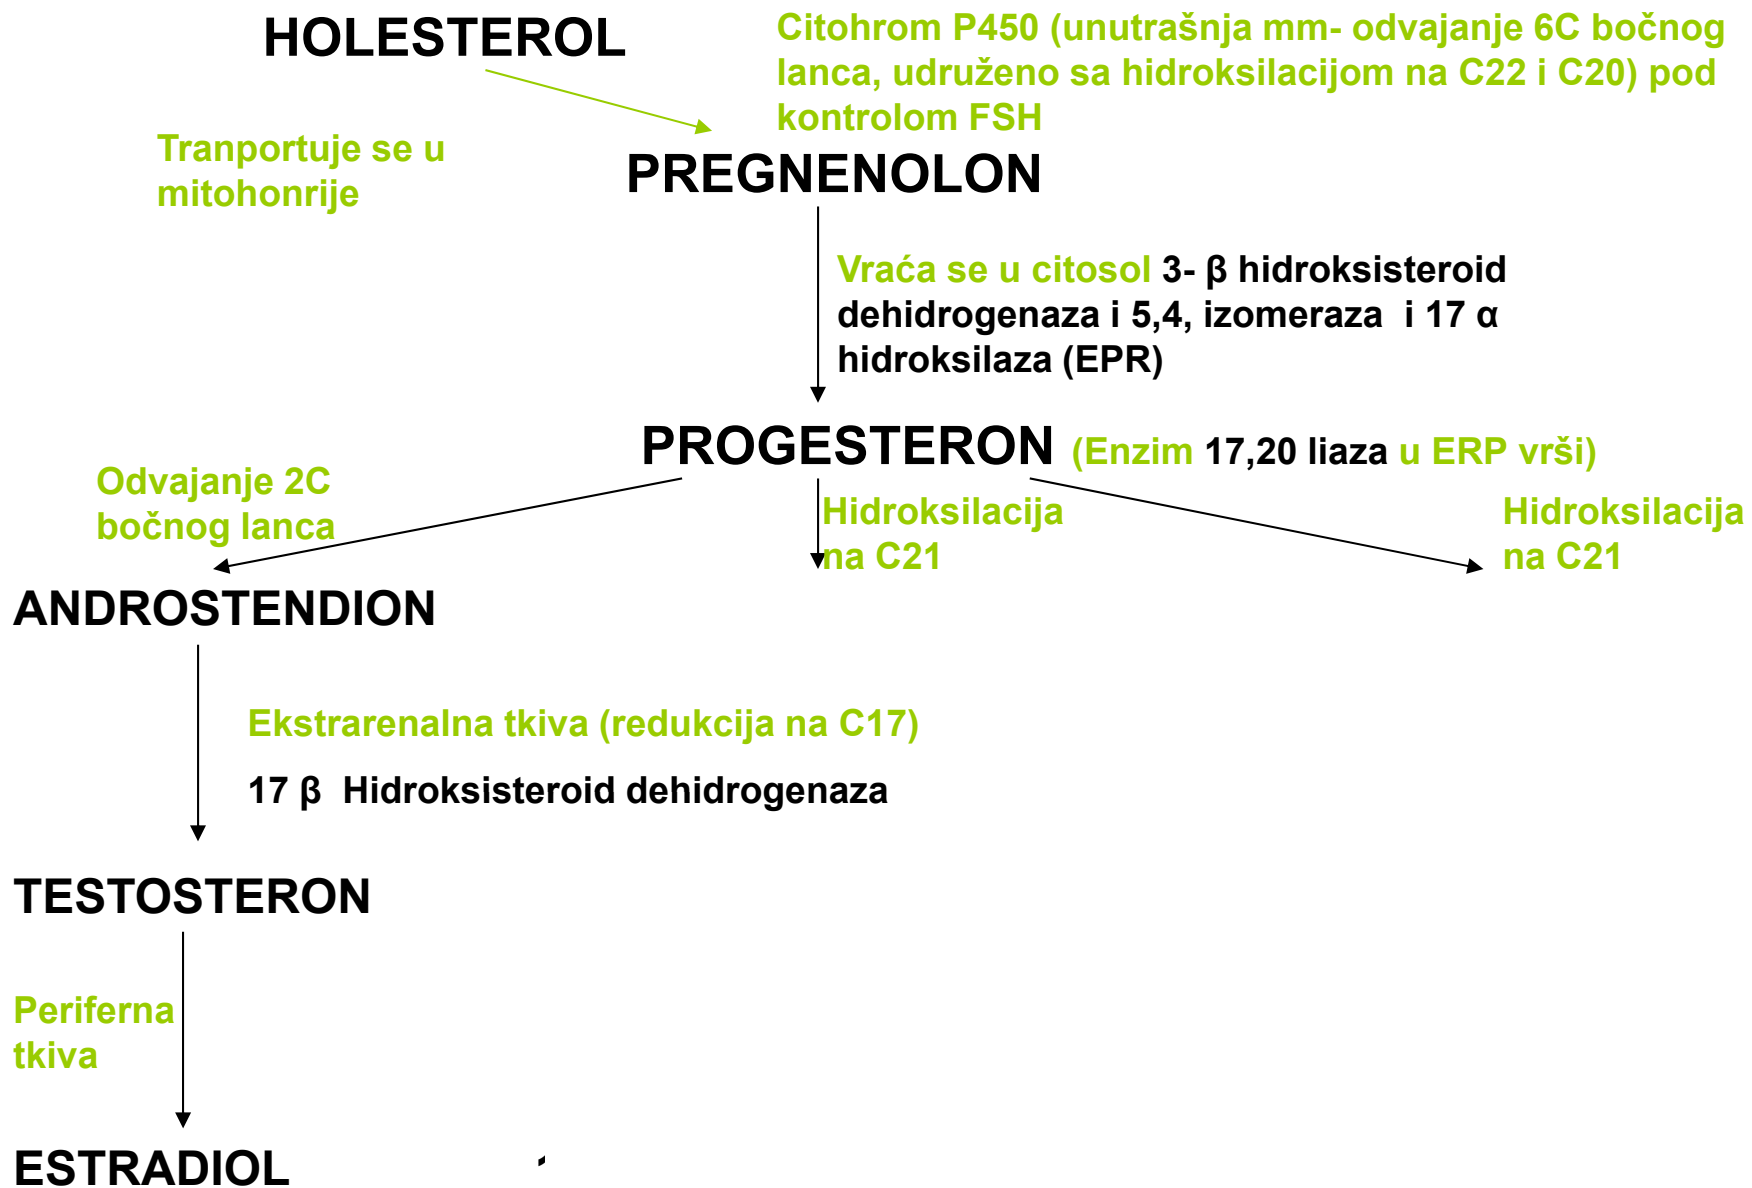 HOLESTEROL
Citohrom P450 (unutrašnja mm- odvajanje 6C bočnog
lanca, udruženo sa hidroksilacijom na C22 i C20) pod
kontrolom FSH
Tranportuje se u
mitohonrije
PREGNENOLON
Vraća se u citosol 3- β hidroksisteroid
dehidrogenaza i 5,4, izomeraza i 17 α
hidroksilaza (EPR)
PROGESTERON (Enzim 17,20 liaza u ERP vrši)
Odvajanje 2C
bočnog lanca
Hidroksilacija
na C21
Hidroksilacija
na C21
ANDROSTENDION
Ekstrarenalna tkiva (redukcija na C17)
17 β Hidroksisteroid dehidrogenaza
TESTOSTERON
Periferna
tkiva
ESTRADIOL